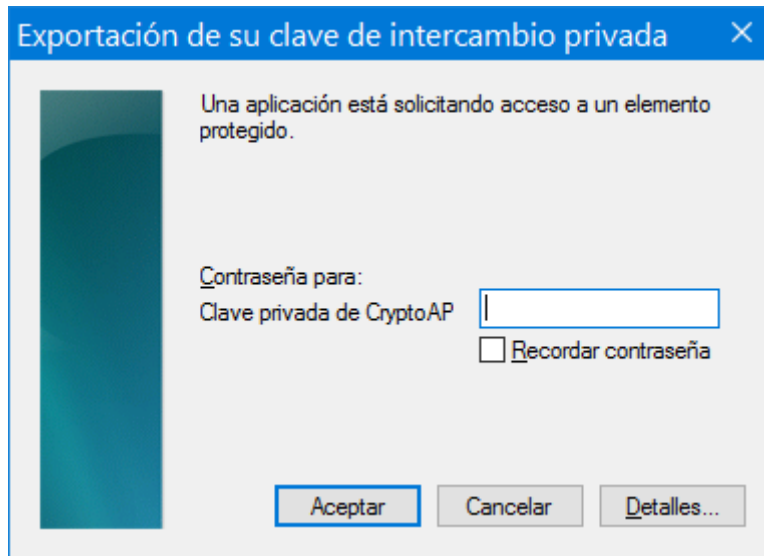 Exportación de su clave de intercambio privada
Una aplicación está solicitando acceso a un elemento
protegido.
Contraseña para:
Clave privada de CryptoAP
Recordar contraseña
Aceptar
Cancelar
Detalles...